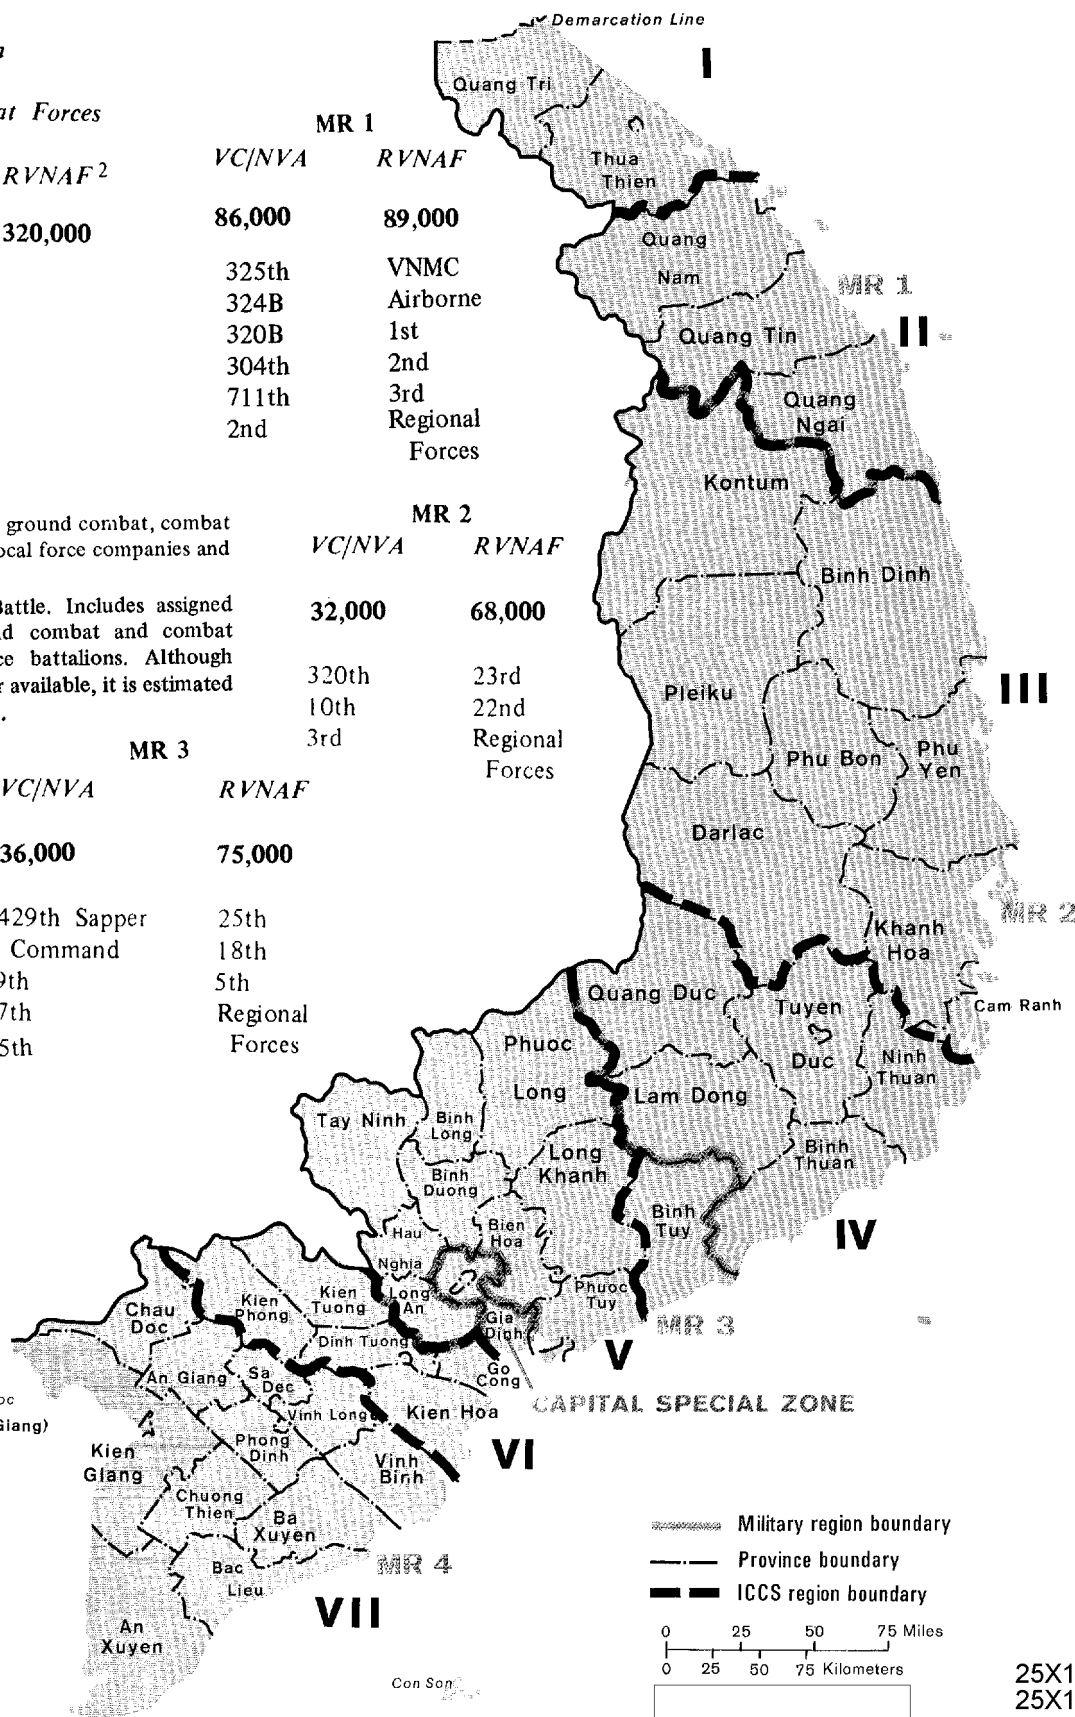 Demarcation Line
I
at Forces
RVNAF 2
320,000
MR 1
VC/NVA RVNAF
86,000 89,000
325th VNMC
324B Airborne
320B 1st
304th 2nd
711th 3rd
2nd Regional
Forces
ground combat, combat
ocal force companies and
Battle. Includes assigned
d combat and combat
ce battalions. Although
r available, it is estimated
.
MR 2
VC/NVA RVNAF
32,000 68,000
320th 23rd
10th 22nd
3rd Regional
Forces
MR 3
VC/NVA RVNAF
36,000 75,000
429th Sapper 25th
Command 18th
9th 5th
7th Regional
5th Forces
Quang Tri
Thua
Thien
Quang
Nam
MR 1
II
Quang Tin
Quang
Ngai
Kontum
Binh Dinh
Pleiku
III
Phu Bon
Phu
Yen
Darlac
MR 2
Khanh
Hoa
Cam Ranh
Quang Duc
Tuyen
Duc
Ninh
Thuan
Phuoc
Long
Lam Dong
Tay Ninh
Binh
Long
Long
Khanh
Binh
Thuan
Binh
Duong
Binh
Tuy
IV
Hau
Nghia
Bien
Hoa
Phuoc
Tuy
Long
An
Gia
Dinh
MR 3
V
Chau
Doc
Kien
Phong
Kien
Tuong
Dinh Tuong
Go
Cong
CAPITAL SPECIAL ZONE
An Giang
Sa
Dec
Vinh Long
Kien Hoa
VI
oc
Giang)
Kien
Giang
Phong
Dinh
Vinh
Binh
Chuong
Thien
Ba
Xuyen
Bac
Lieu
MR 4
VII
An
Xuyen
Con Son
Military region boundary
Province boundary
ICCS region boundary
0 25 50 75 Miles
0 25 50 75 Kilometers
25X1
25X1